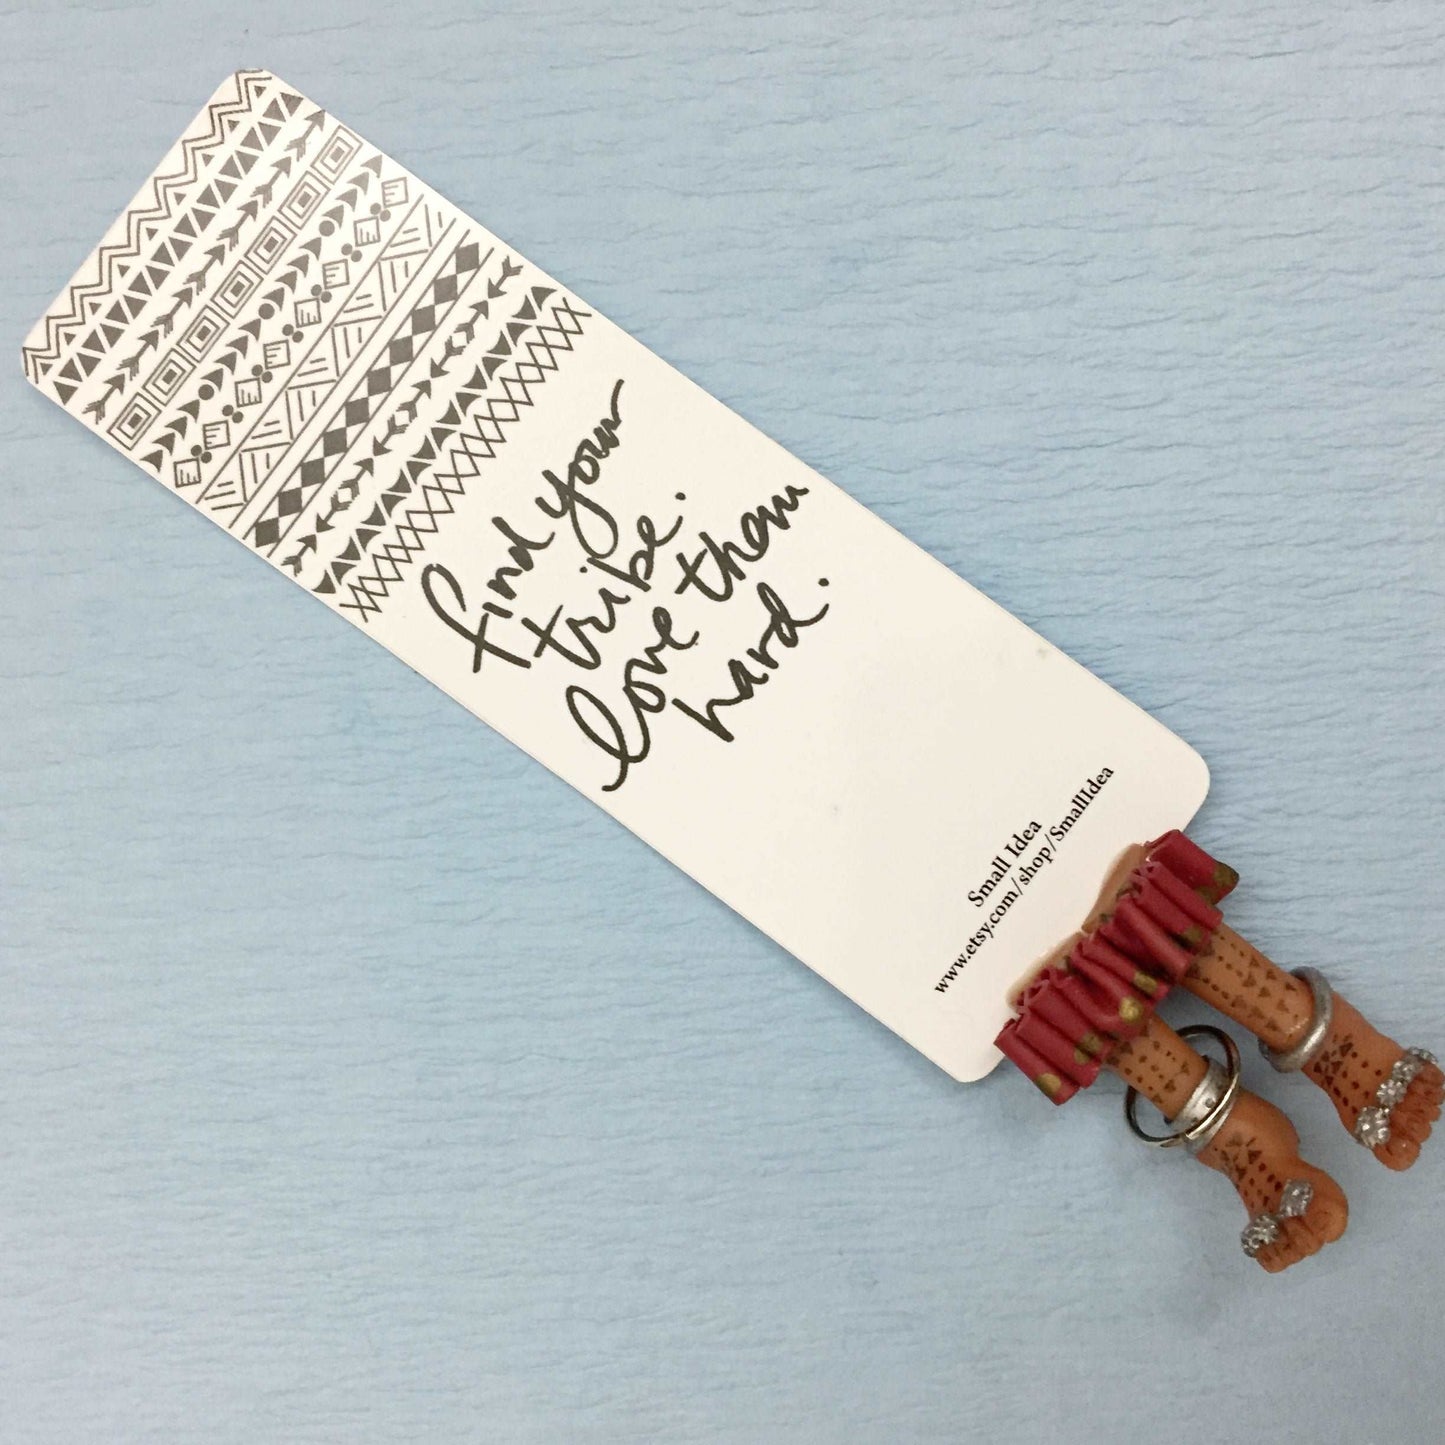 find your
tribe.
love them
hard.
Small Idea
www.etsy.com/shop/SmallIdea